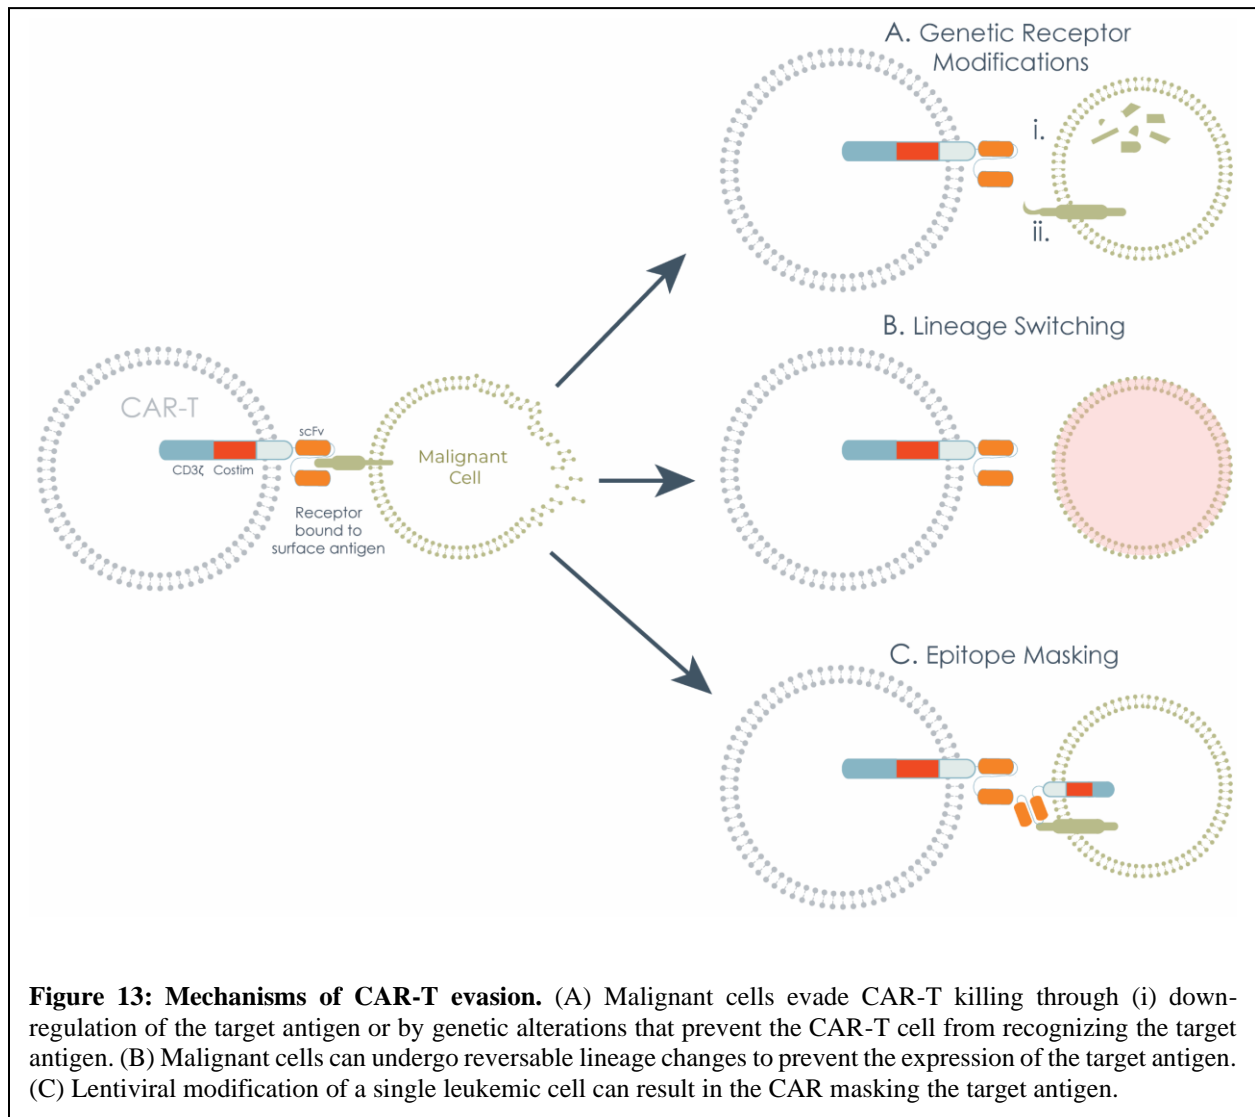 A. Genetic Receptor
Modifications
i.
ii.
B. Lineage Switching
CAR-T
scFv
CD3ζ Costim
Malignant
Cell
Receptor
bound to
surface antigen
C. Epitope Masking
Figure 13: Mechanisms of CAR-T evasion. (A) Malignant cells evade CAR-T killing through (i) down-
regulation of the target antigen or by genetic alterations that prevent the CAR-T cell from recognizing the target
antigen. (B) Malignant cells can undergo reversable lineage changes to prevent the expression of the target antigen.
(C) Lentiviral modification of a single leukemic cell can result in the CAR masking the target antigen.